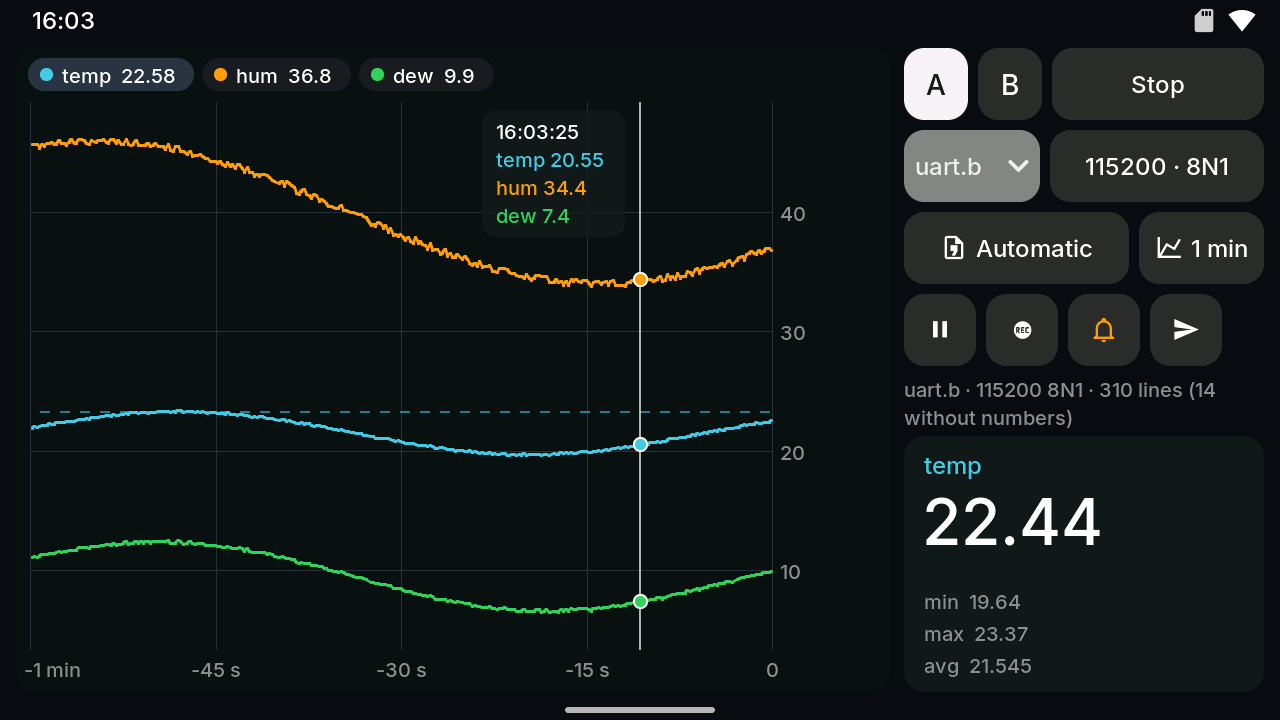 16:03
temp 22.58
hum 36.8
dew 9.9
16:03:25
temp 20.55
hum 34.4
dew 7.4
40
30
20
10
-1 min
-45 s
-30 s
-15 s
0
A
B
Stop
uart.b
115200 · 8N1
Automatic
1 min
REC
uart.b · 115200 8N1 · 310 lines (14
without numbers)
temp
22.44
min 19.64
max 23.37
avg 21.545